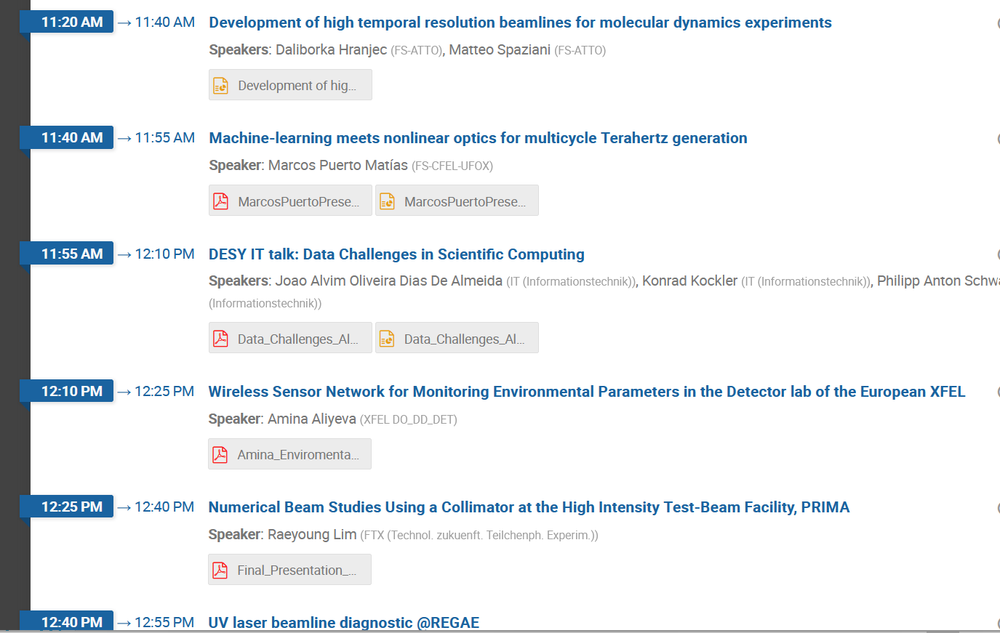 11:20 AM → 11:40 AM Development of high temporal resolution beamlines for molecular dynamics experiments
Speakers: Daliborka Hranjec (FS-ATTO), Matteo Spaziani (FS-ATTO)
Development of hig...
11:40 AM → 11:55 AM Machine-learning meets nonlinear optics for multicycle Terahertz generation
Speaker: Marcos Puerto Matías (FS-CFEL-UFOX)
MarcosPuertoPrese... MarcosPuertoPrese...
11:55 AM → 12:10 PM DESY IT talk: Data Challenges in Scientific Computing
Speakers: Joao Alvim Oliveira Dias De Almeida (IT (Informationstechnik)), Konrad Kockler (IT (Informationstechnik)), Philipp Anton Schwa
(Informationstechnik))
Data_Challenges_Al... Data_Challenges_Al...
12:10 PM → 12:25 PM Wireless Sensor Network for Monitoring Environmental Parameters in the Detector lab of the European XFEL
Speaker: Amina Aliyeva (XFEL DO_DD_DET)
Amina_Enviromenta...
12:25 PM → 12:40 PM Numerical Beam Studies Using a Collimator at the High Intensity Test-Beam Facility, PRIMA
Speaker: Raeyoung Lim (FTX (Technol. zukuenft. Teilchenph. Experim.))
Final_Presentation_...
12:40 PM → 12:55 PM UV laser beamline diagnostic @REGAE